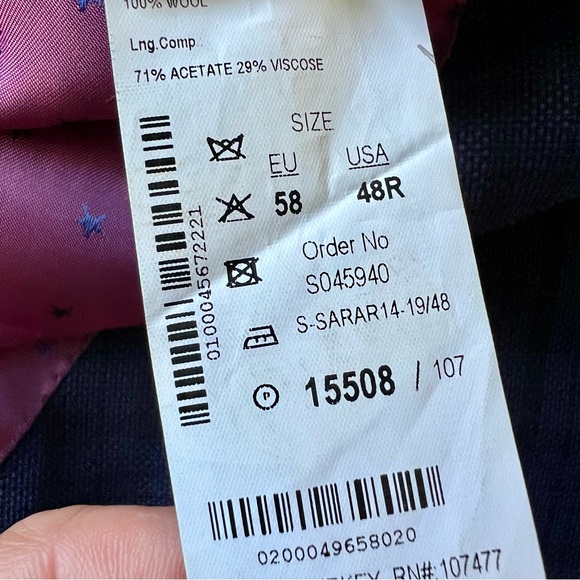 100% WOOL
Lng.Comp.
71% ACETATE 29% VISCOSE
SIZE
EU USA
58 48R
0100045672221
Order No
S045940
S-SARAR14-19/48
P
15508 / 107
0200049658020
RN#:107477